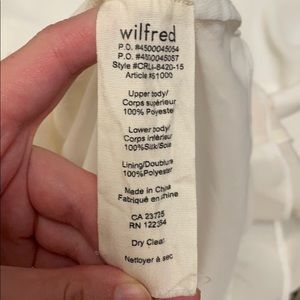 wilfred
P.O. #4500045054
P.O. #4500045057
Style #CRLI-8420-15
Article #51000
Upper body/
Corps supérieur
100% Polyester
Lower body/
Corps inférieur
100%Silk/Soie
Lining/Doublure
100%Polyester
Made In China
Fabriqué en Chine
CA 23725
RN
Dry Clean
Nettoyer à sec